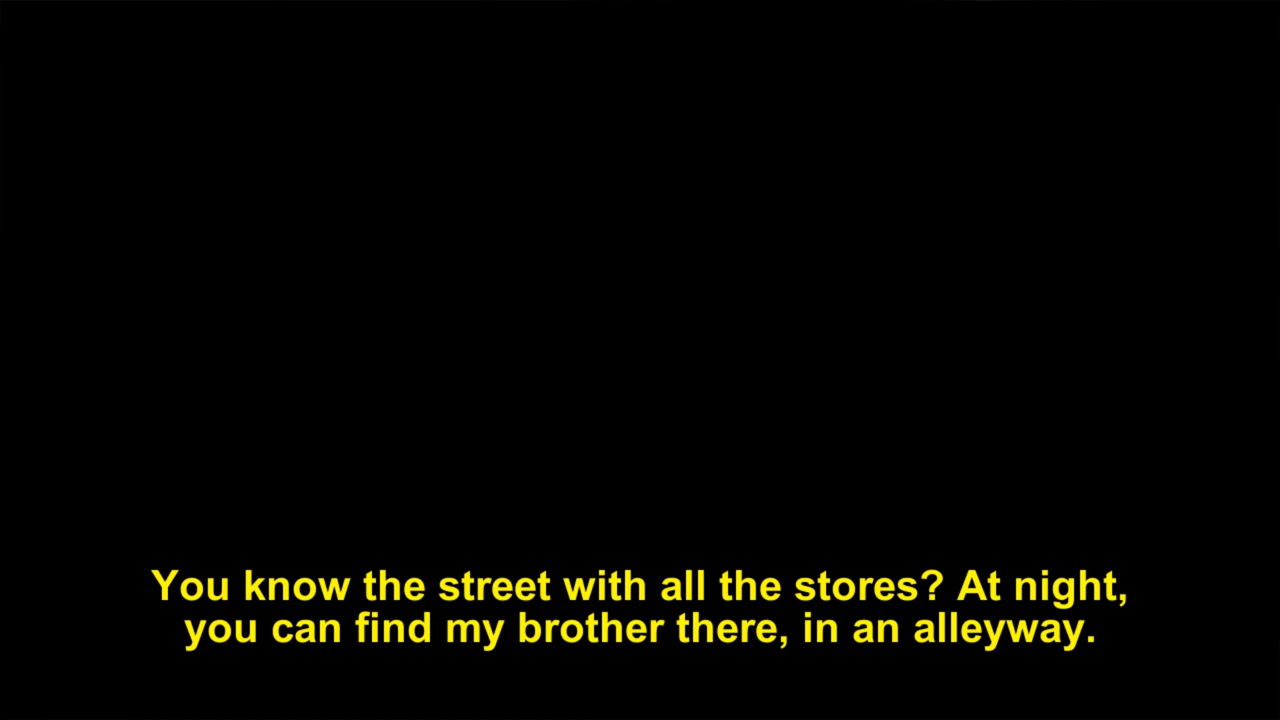 You know the street with all the stores? At night,
you can find my brother there, in an alleyway.